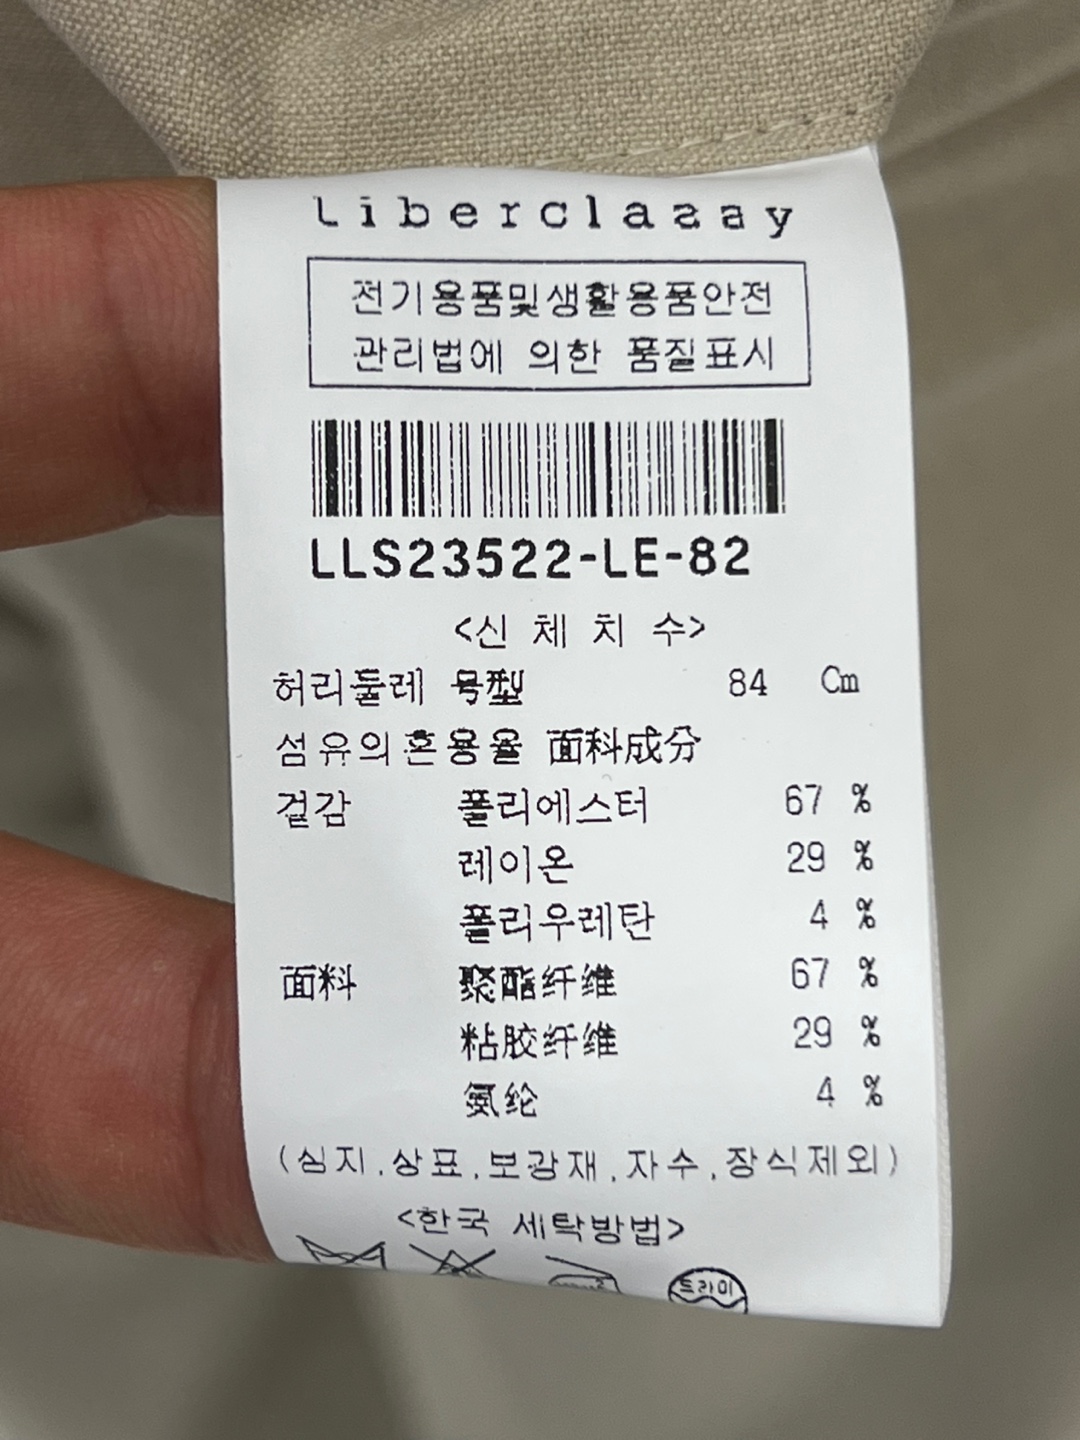 Liberclassy
전기용품및생활용품안전
관리법에 의한 품질표시
LLS23522-LE-82
<신 체 치 수>
허리둘레 号型 84 Cm
섬유의혼용율 面料成分
겉감 폴리에스터 67 %
레이온 29 %
폴리우레탄 4 %
面料 聚酯纤维 67 %
粘胶纤维 29 %
氨纶 4 %
(심지,상표,보강재,자수,장식제외)
<한국 세탁방법>
드라이